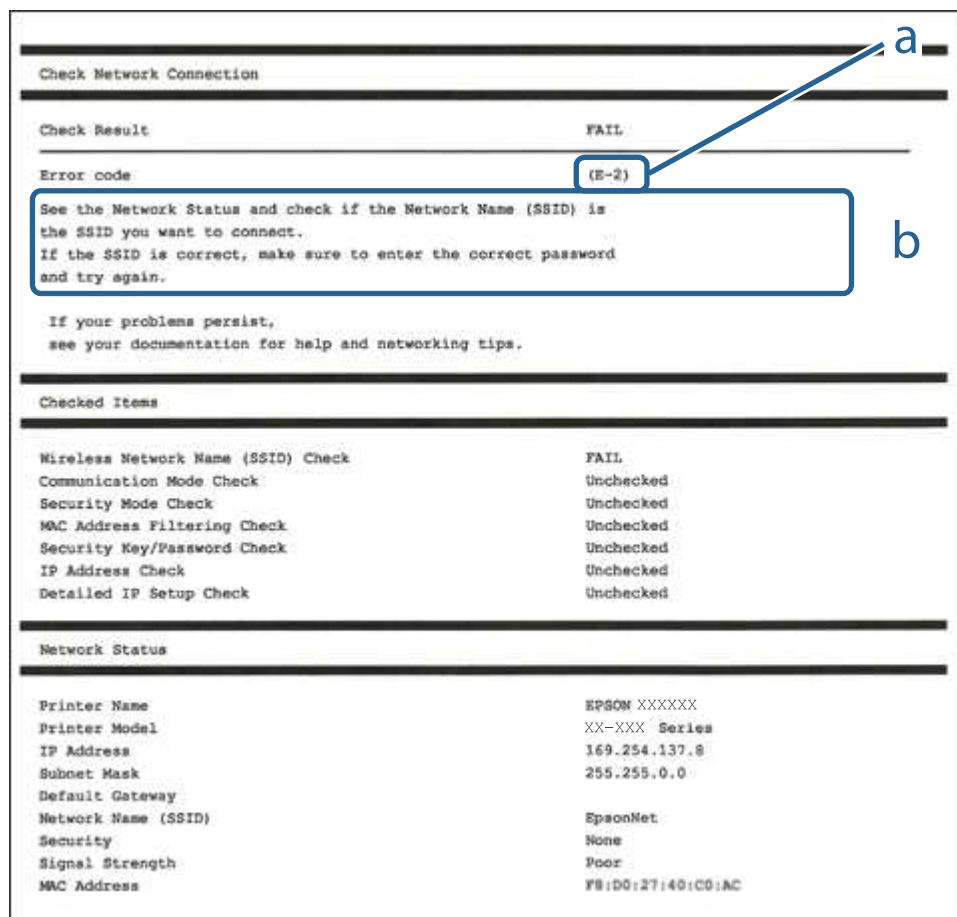 a
Check Network Connection
Check Result FAIL
Error code (E-2)
See the Network Status and check if the Network Name (SSID) is
the SSID you want to connect.
If the SSID is correct, make sure to enter the correct password
and try again.
b
If your problems persist,
see your documentation for help and networking tips.
Checked Items
Wireless Network Name (SSID) Check FAIL
Communication Mode Check Unchecked
Security Mode Check Unchecked
MAC Address Filtering Check Unchecked
Security Key/Password Check Unchecked
IP Address Check Unchecked
Detailed IP Setup Check Unchecked
Network Status
Printer Name EPSON XXXXXX
Printer Model XX-XXX Series
IP Address 169.254.137.8
Subnet Mask 255.255.0.0
Default Gateway
Network Name (SSID) EpsonNet
Security None
Signal Strength Poor
MAC Address F8:D0:27:40:C0:AC